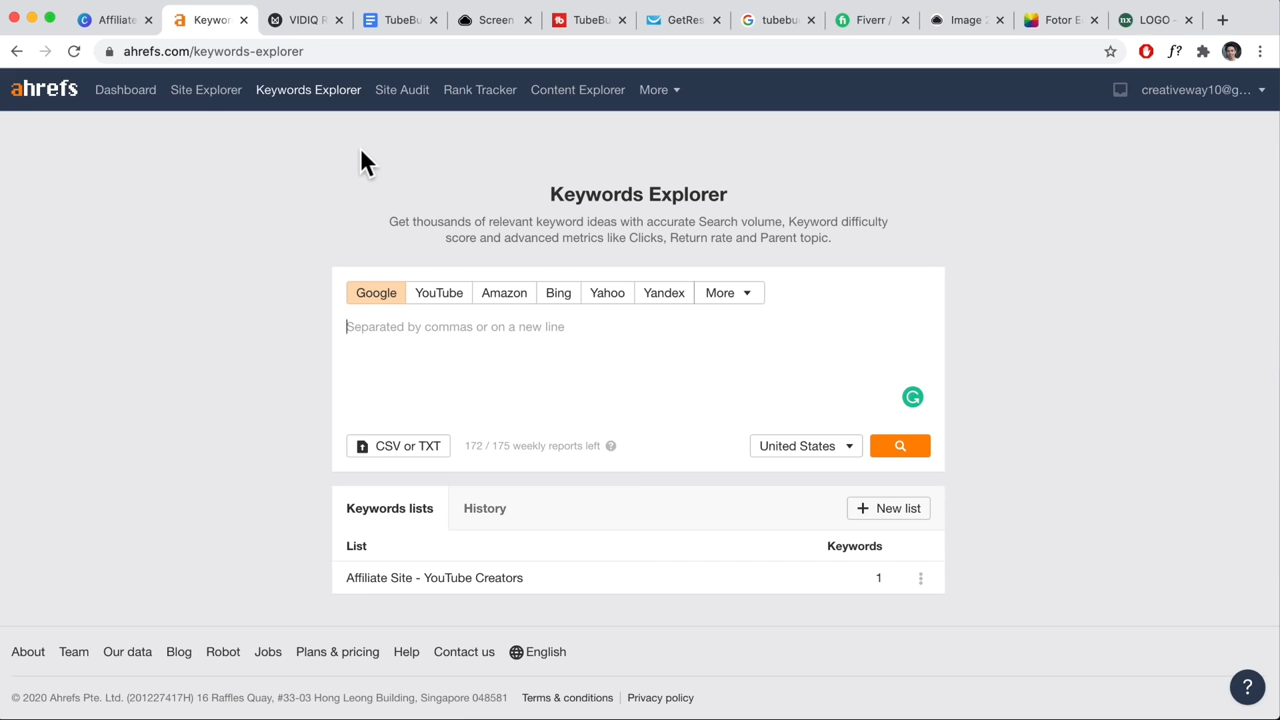 Affiliate
Keywor
VIDIQ R
TubeBu
Screen
TubeBu
GetRes
tubebu
Fiverr /
Image 2
Fotor E
LOGO -
ahrefs.com/keywords-explorer
f?
ahrefs Dashboard Site Explorer Keywords Explorer Site Audit Rank Tracker Content Explorer More creativeway10@g...
Keywords Explorer
Get thousands of relevant keyword ideas with accurate Search volume, Keyword difficulty
score and advanced metrics like Clicks, Return rate and Parent topic.
Google YouTube Amazon Bing Yahoo Yandex More
Separated by commas or on a new line
CSV or TXT 172 / 175 weekly reports left ? United States
Keywords lists History + New list
List Keywords
Affiliate Site - YouTube Creators 1
About Team Our data Blog Robot Jobs Plans & pricing Help Contact us English
© 2020 Ahrefs Pte. Ltd. (201227417H) 16 Raffles Quay, #33-03 Hong Leong Building, Singapore 048581 Terms & conditions Privacy policy
?